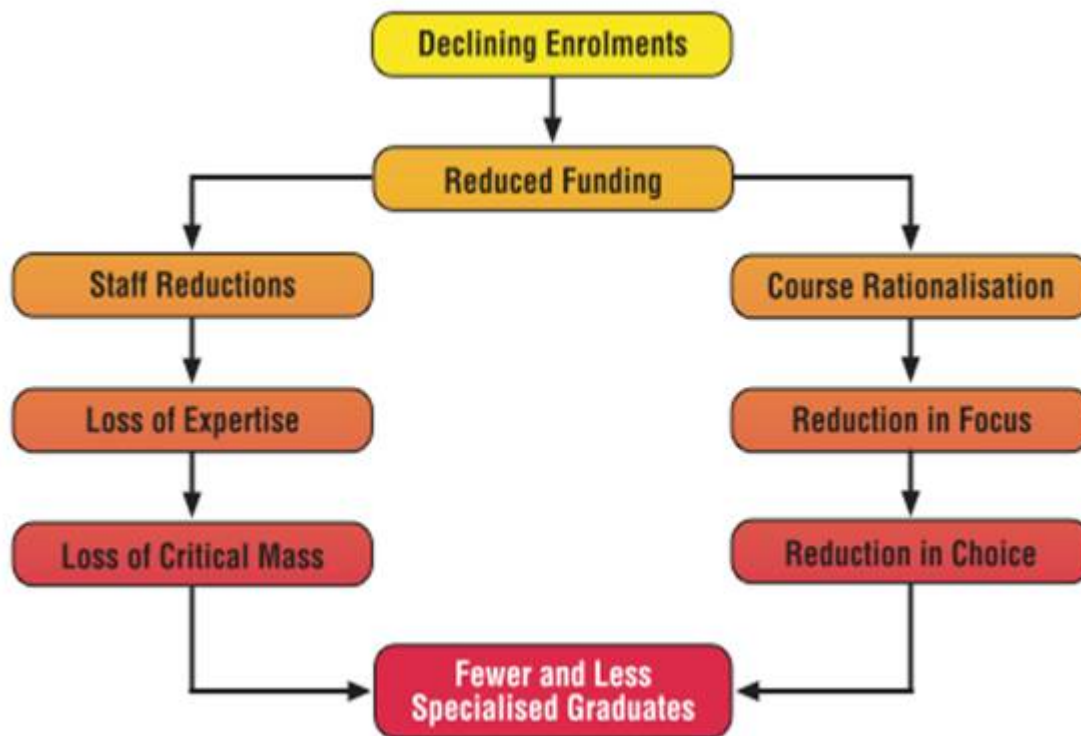 Declining Enrolments
Reduced Funding
Staff Reductions
Course Rationalisation
Loss of Expertise
Reduction in Focus
Loss of Critical Mass
Reduction in Choice
Fewer and Less
Specialised Graduates